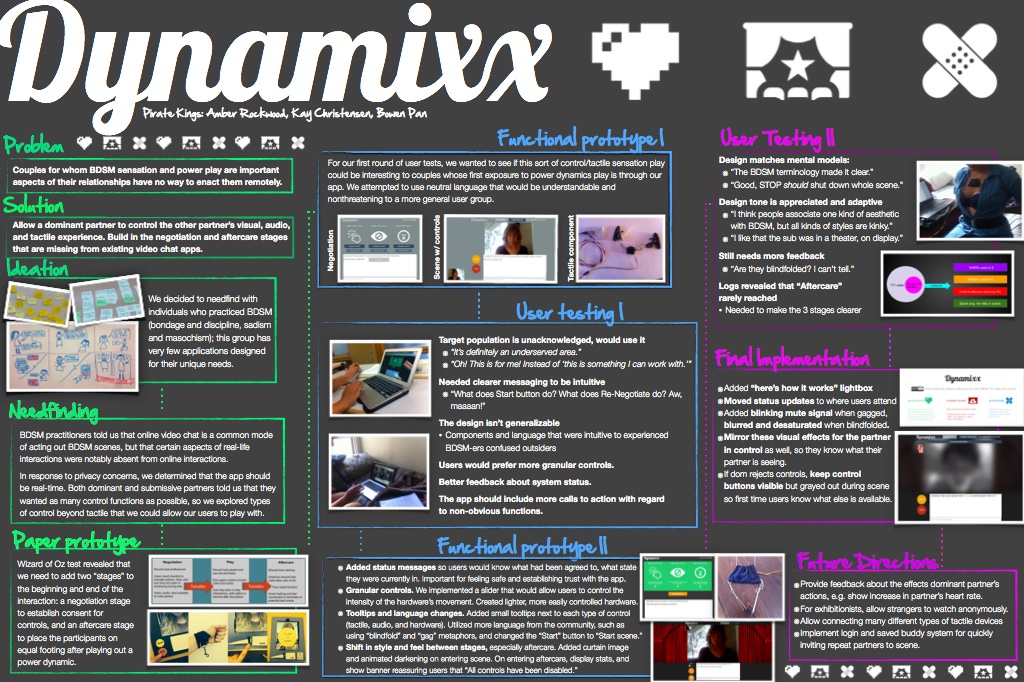 Dynamixx
Pirate Kings: Amber Rockwood, Kay Christensen, Bowen Pan
Problem
Couples for whom BDSM sensation and power play are important
aspects of their relationships have no way to enact them remotely.
Solution
Allow a dominant partner to control the other partner's visual, audio,
and tactile experience. Build in the negotiation and aftercare stages
that are missing from existing video chat apps.
Ideation
We decided to needfind with
individuals who practiced BDSM
(bondage and discipline, sadism
and masochism); this group has
very few applications designed
for their unique needs.
Needfinding
BDSM practitioners told us that online video chat is a common mode
of acting out BDSM scenes, but that certain aspects of real-life
interactions were notably absent from online interactions.
In response to privacy concerns, we determined that the app should
be real-time. Both dominant and submissive partners told us that they
wanted as many control functions as possible, so we explored types
of control beyond tactile that we could allow our users to play with.
Paper prototype
Wizard of Oz test revealed that
we need to add two "stages" to
the beginning and end of the
interaction: a negotiation stage
to establish consent for
controls, and an aftercare stage
to place the participants on
equal footing after playing out a
power dynamic.
Negotiation
Play
Aftercare
Functional prototype I
For our first round of user tests, we wanted to see if this sort of control/tactile sensation play
could be interesting to couples whose first exposure to power dynamics play is through our
app. We attempted to use neutral language that would be understandable and
nonthreatening to a more general user group.
Negotiation
Scene w/ controls
Tactile component
User testing I
Target population is unacknowledged, would use it
"It's definitely an underserved area."
"Oh! This is for me! Instead of 'this is something I can work with.'"
Needed clearer messaging to be intuitive
"What does Start button do? What does Re-Negotiate do? Aw,
maaaan!"
The design isn't generalizable
• Components and language that were intuitive to experienced
BDSM-ers confused outsiders
Users would prefer more granular controls.
Better feedback about system status.
The app should include more calls to action with regard
to non-obvious functions.
Functional prototype II
Added status messages so users would know what had been agreed to, what state
they were currently in. Important for feeling safe and establishing trust with the app.
Granular controls. We implemented a slider that would allow users to control the
intensity of the hardware's movement. Created lighter, more easily controlled hardware.
Tooltips and language changes. Added small tooltips next to each type of control
(tactile, audio, and hardware). Utilized more language from the community, such as
using "blindfold" and "gag" metaphors, and changed the "Start" button to "Start scene."
Shift in style and feel between stages, especially aftercare. Added curtain image
and animated darkening on entering scene. On entering aftercare, display stats, and
show banner reassuring users that "All controls have been disabled."
User Testing II
Design matches mental models:
"The BDSM terminology made it clear."
"Good, STOP should shut down whole scene."
Design tone is appreciated and adaptive
"I think people associate one kind of aesthetic
with BDSM, but all kinds of styles are kinky."
"I like that the sub was in a theater, on display."
Still needs more feedback
"Are they blindfolded? I can't tell."
Logs revealed that "Aftercare" is
rarely reached
• Needed to make the 3 stages clearer
Final Implementation
Added "here's how it works" lightbox
Moved status updates to where users attend
Added blinking mute signal when gagged,
blurred and desaturated when blindfolded.
Mirror these visual effects for the partner
in control as well, so they know what their
partner is seeing.
If dom rejects controls, keep control
buttons visible but grayed out during scene
so first time users know what else is available.
Dynamixx
Future Directions
Provide feedback about the effects dominant partner's
actions, e.g. show increase in partner's heart rate.
For exhibitionists, allow strangers to watch anonymously.
Allow connecting many different types of tactile devices
Implement login and saved buddy system for quickly
inviting repeat partners to scene.